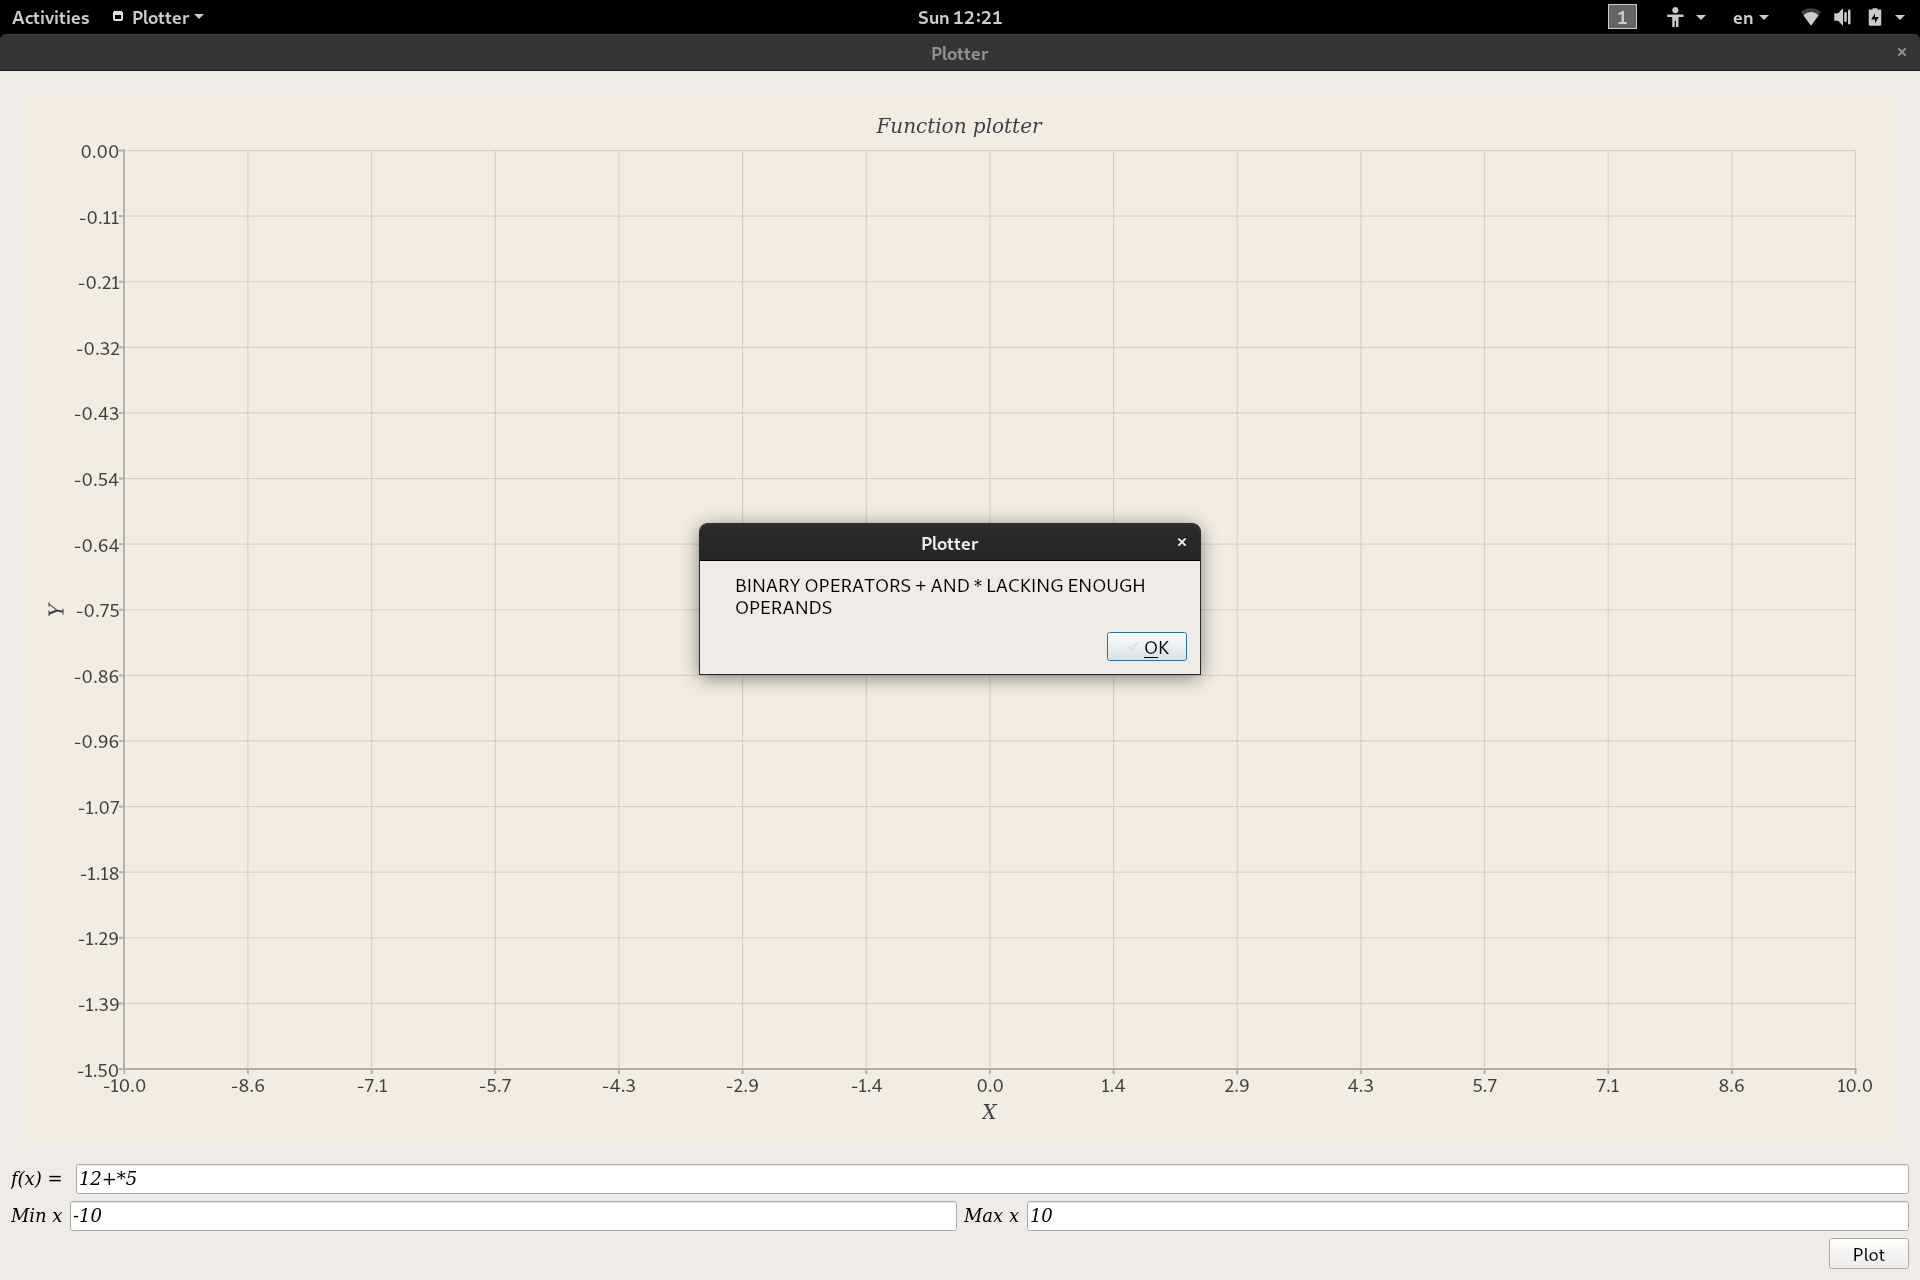 Activities Plotter Sun 12:21 1 en
Plotter
Function plotter
0.00
-0.11
-0.21
-0.32
-0.43
-0.54
-0.64
-0.75
-0.86
-0.96
-1.07
-1.18
-1.29
-1.39
-1.50
Y
Plotter
BINARY OPERATORS + AND * LACKING ENOUGH
OPERANDS
OK
-10.0 -8.6 -7.1 -5.7 -4.3 -2.9 -1.4 0.0 1.4 2.9 4.3 5.7 7.1 8.6 10.0
X
f(x) = 12+*5
Min x -10 Max x 10
Plot